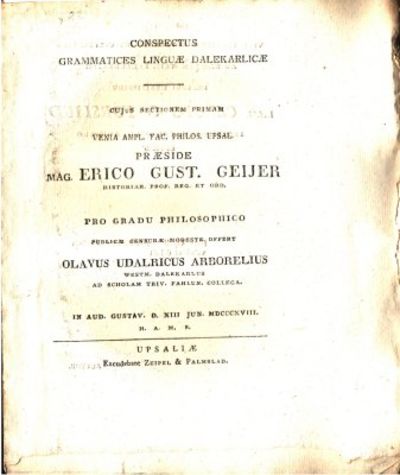 CONSPECTUS
GRAMMATICES LINGUÆ DALEKARLICÆ
CUJUS SECTIONEM PRIMAM
VENIA AMPL. FAC. PHILOS. UPSAL.
PRÆSIDE
MAG. ERICO GUST. GEIJER
HISTORIAR. PROF. REG. ET ORD.
PRO GRADU PHILOSOPHICO
PUBLICÆ CENSURÆ MODESTE OFFERT
OLAVUS UDALRICUS ARBORELIUS
WESTM. DALEKARLUS
AD SCHOLAM TRIV. FAHLUN. COLLEGA.
IN AUD. GUSTAV. D. XIII JUN. MDCCCXVIII.
H. A. M. S.
UPSALIÆ
Excudebant ZEIPEL & PALMBLAD.